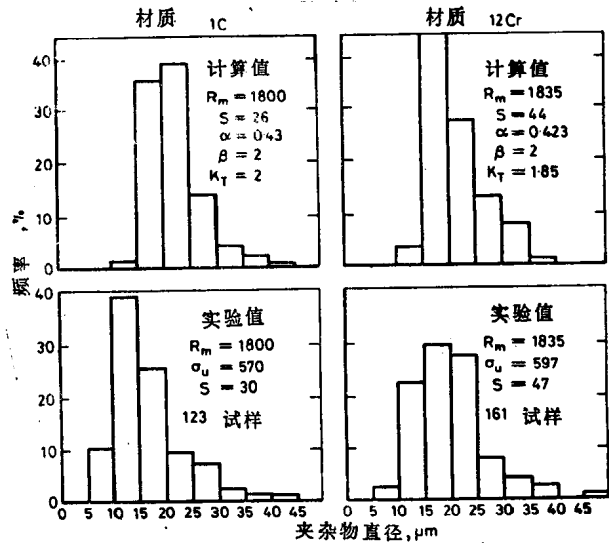 材质 1C
材质 12Cr
40
30
20
10
0
计算值
R_m = 1800
S = 26
α = 0·43
β = 2
K_T = 2
计算值
R_m = 1835
S = 44
α = 0·423
β = 2
K_T = 1·85
频率,%
40
30
20
10
实验值
R_m = 1800
σ_u = 570
S = 30
123 试样
实验值
R_m = 1835
σ_u = 597
S = 47
161 试样
0 5 10 15 20 25 30 35 40 45
0 5 10 15 20 25 30 35 40 45
夹杂物直径,μm